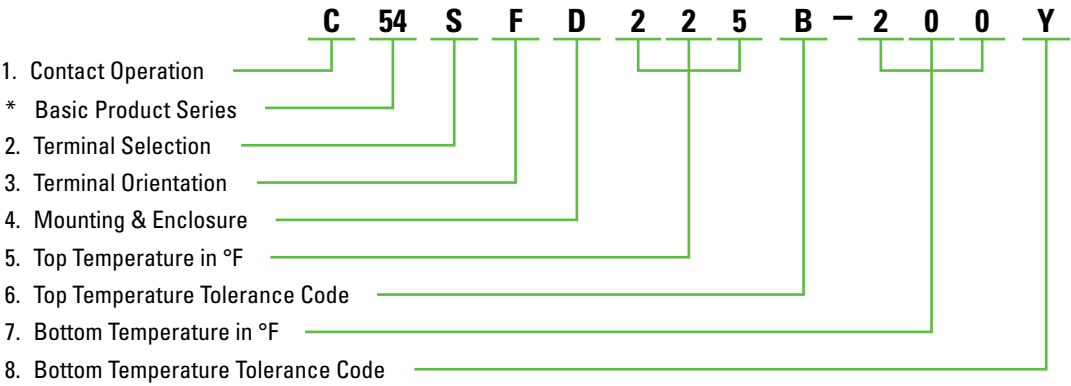 C 54 S F D 2 2 5 B – 2 0 0 Y
1. Contact Operation
* Basic Product Series
2. Terminal Selection
3. Terminal Orientation
4. Mounting & Enclosure
5. Top Temperature in °F
6. Top Temperature Tolerance Code
7. Bottom Temperature in °F
8. Bottom Temperature Tolerance Code